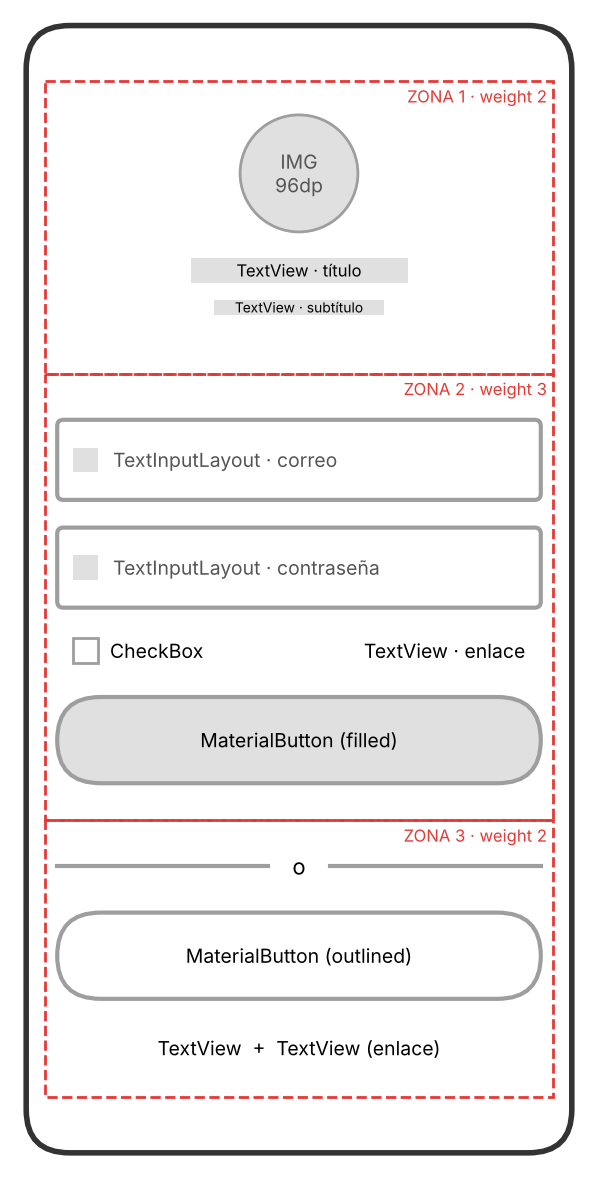 ZONA 1 · weight 2
IMG
96dp
TextView · título
TextView · subtítulo
ZONA 2 · weight 3
TextInputLayout · correo
TextInputLayout · contraseña
CheckBox
TextView · enlace
MaterialButton (filled)
ZONA 3 · weight 2
o
MaterialButton (outlined)
TextView + TextView (enlace)